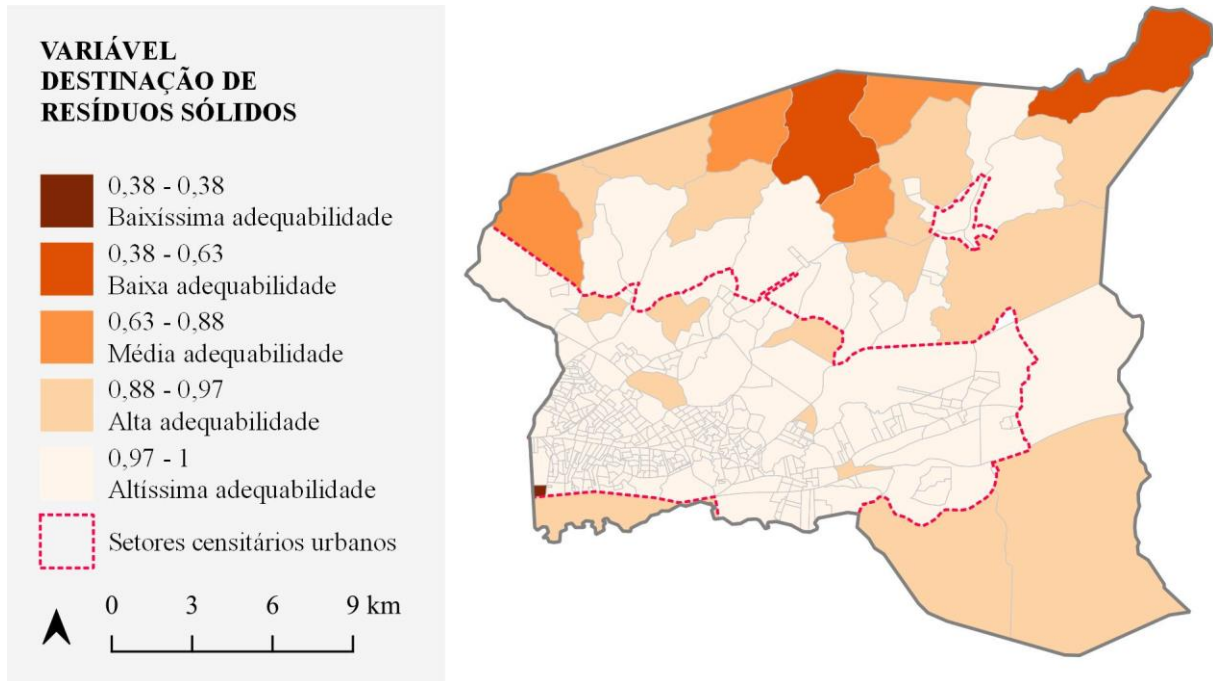 VARIÁVEL
DESTINAÇÃO DE
RESÍDUOS SÓLIDOS
0,38 - 0,38
Baixíssima adequabilidade
0,38 - 0,63
Baixa adequabilidade
0,63 - 0,88
Média adequabilidade
0,88 - 0,97
Alta adequabilidade
0,97 - 1
Altíssima adequabilidade
Setores censitários urbanos
0 3 6 9 km